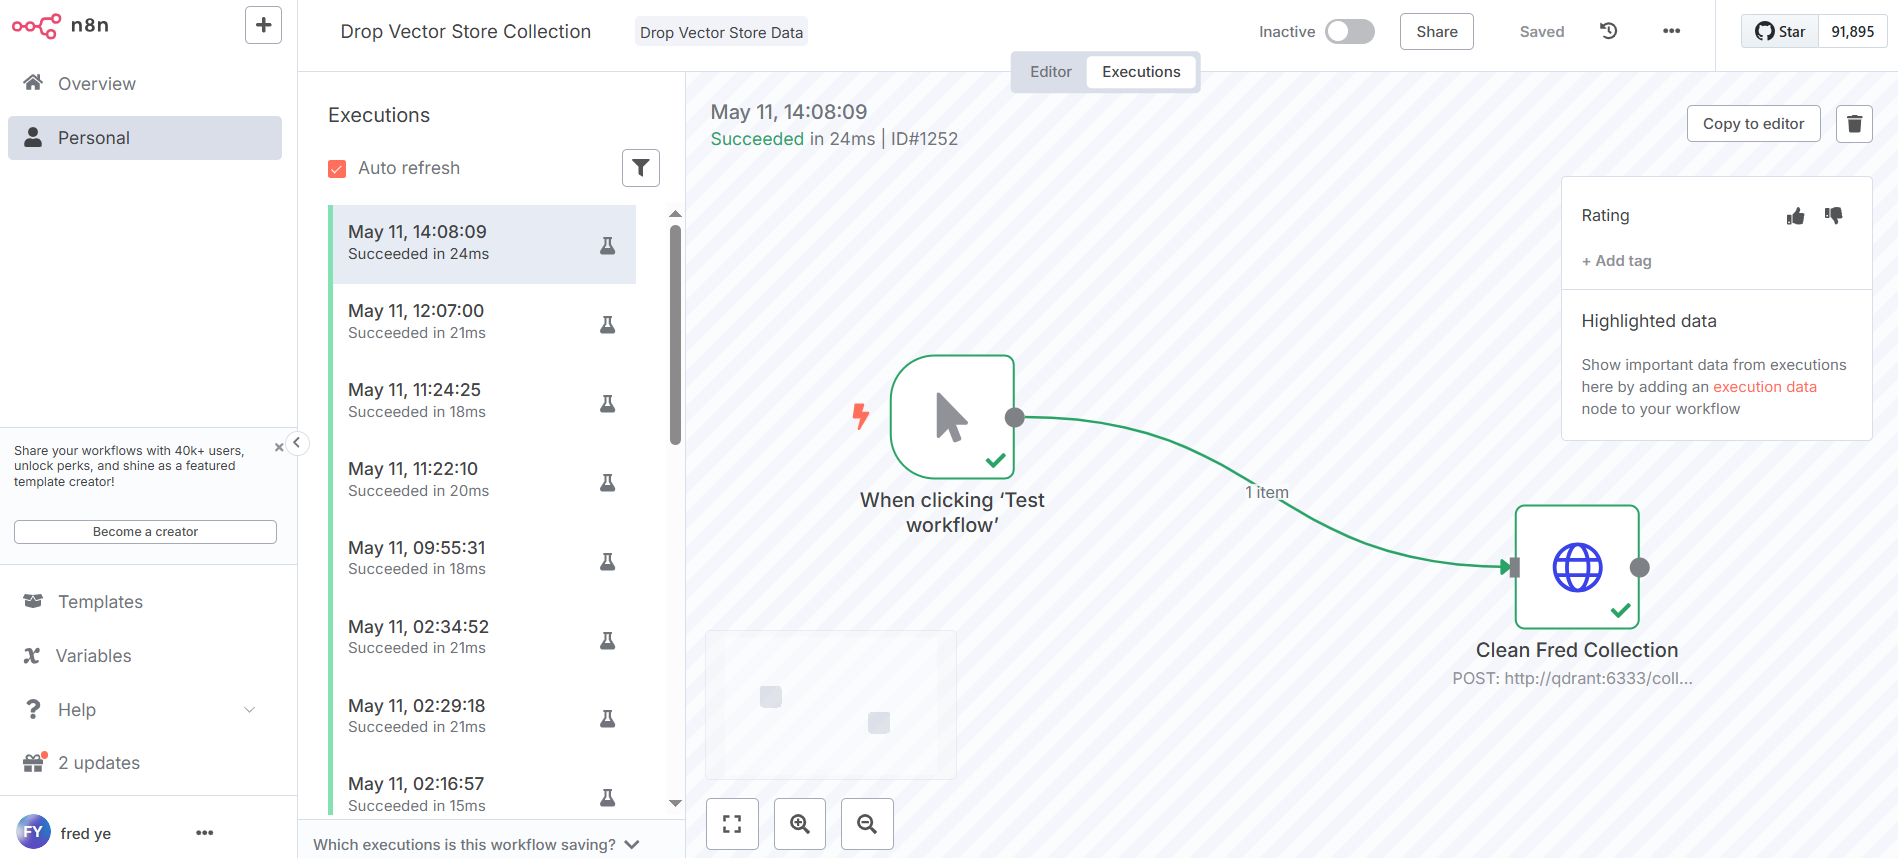 n8n
Overview
Personal
Share your workflows with 40k+ users,
unlock perks, and shine as a featured
template creator!
Become a creator
Templates
Variables
Help
2 updates
FY
fred ye
Drop Vector Store Collection
Drop Vector Store Data
Inactive
Share
Saved
Star
91,895
Editor
Executions
Executions
Auto refresh
May 11, 14:08:09
Succeeded in 24ms
May 11, 12:07:00
Succeeded in 21ms
May 11, 11:24:25
Succeeded in 18ms
May 11, 11:22:10
Succeeded in 20ms
May 11, 09:55:31
Succeeded in 18ms
May 11, 02:34:52
Succeeded in 21ms
May 11, 02:29:18
Succeeded in 21ms
May 11, 02:16:57
Succeeded in 15ms
Which executions is this workflow saving?
May 11, 14:08:09
Succeeded in 24ms | ID#1252
Copy to editor
Rating
+ Add tag
Highlighted data
Show important data from executions
here by adding an execution data
node to your workflow
When clicking ‘Test
workflow’
1 item
Clean Fred Collection
POST: http://qdrant:6333/coll...